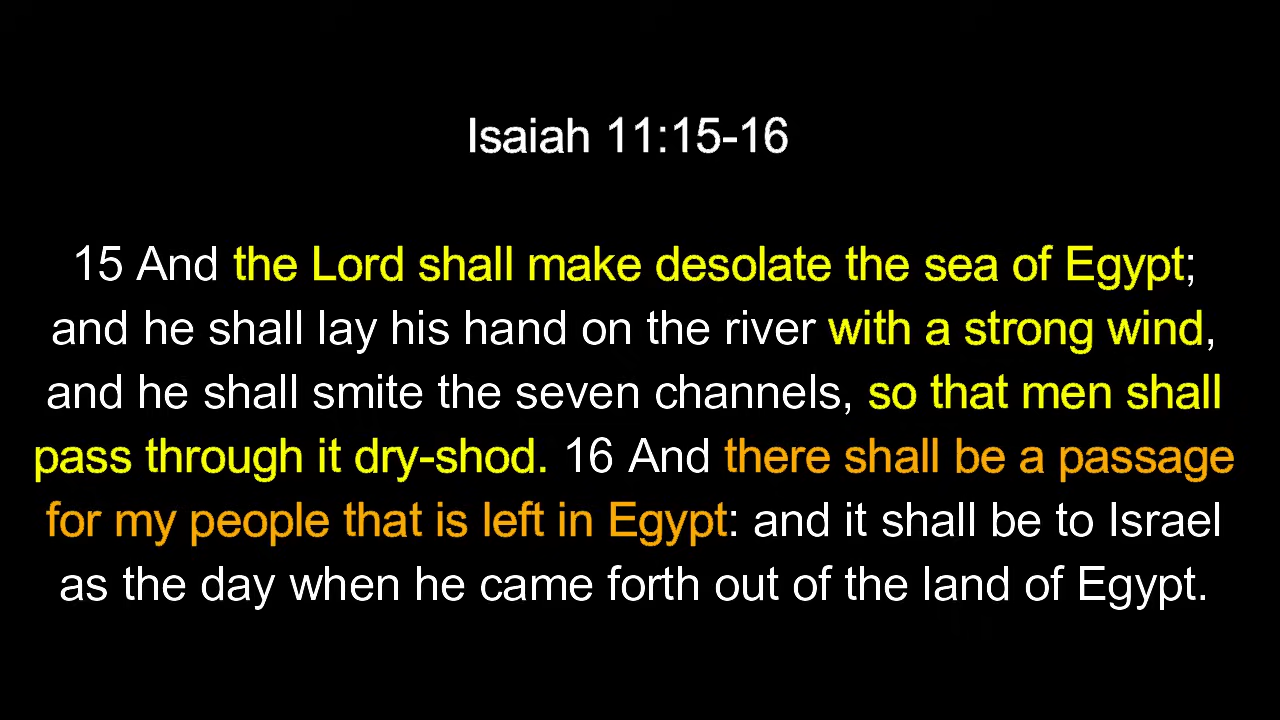 Isaiah 11:15-16
15 And the Lord shall make desolate the sea of Egypt;
and he shall lay his hand on the river with a strong wind,
and he shall smite the seven channels, so that men shall
pass through it dry-shod. 16 And there shall be a passage
for my people that is left in Egypt: and it shall be to Israel
as the day when he came forth out of the land of Egypt.